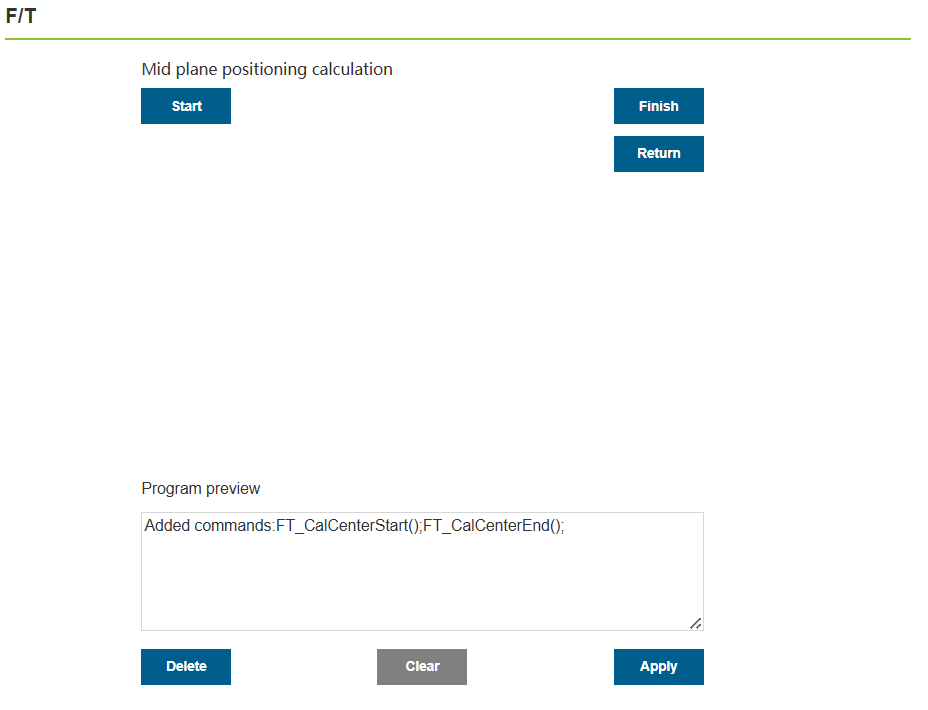 F/T
Mid plane positioning calculation
Start
Finish
Return
Program preview
Added commands:FT_CalCenterStart();FT_CalCenterEnd();
Delete
Clear
Apply